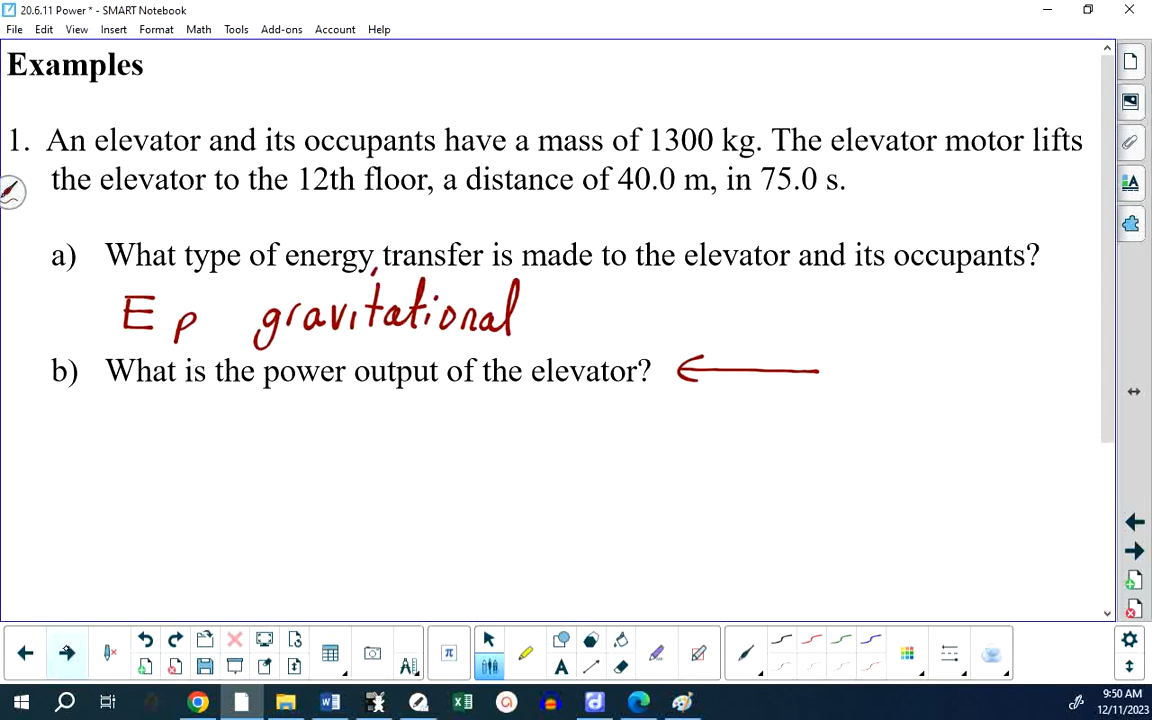 20.6.11 Power * - SMART Notebook
File Edit View Insert Format Math Tools Add-ons Account Help
Examples
1. An elevator and its occupants have a mass of 1300 kg. The elevator motor lifts
the elevator to the 12th floor, a distance of 40.0 m, in 75.0 s.
a) What type of energy transfer is made to the elevator and its occupants?
Ep gravitational
b) What is the power output of the elevator?
9:50 AM
12/11/2023